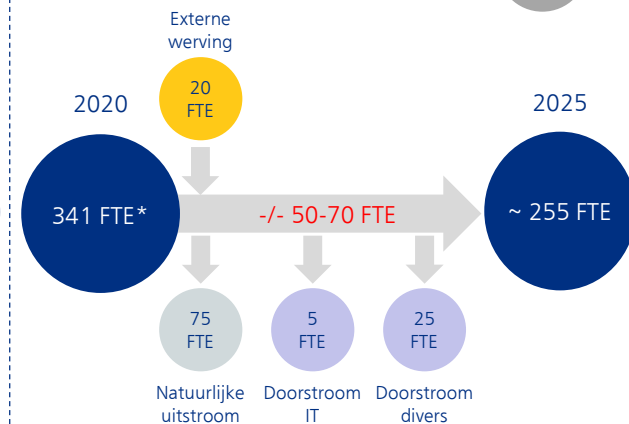 Externe
werving
20
FTE
2020
2025
341 FTE*
-/- 50-70 FTE
~ 255 FTE
75
FTE
5
FTE
25
FTE
Natuurlijke
uitstroom
Doorstroom
IT
Doorstroom
divers